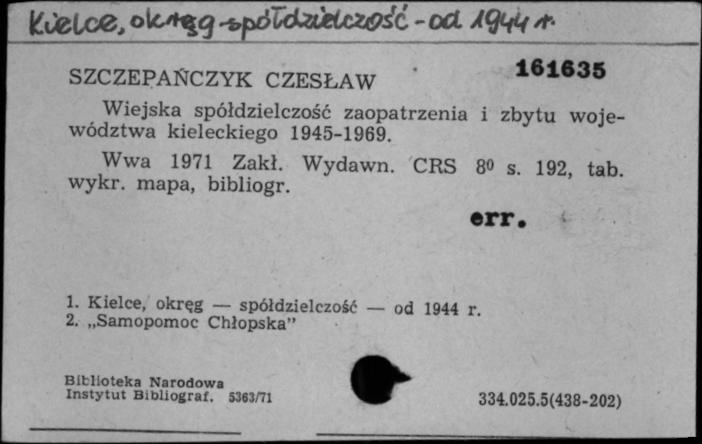 Kielce, okręg-spółdzielczość-od 1944 r.
161635
SZCZEPAŃCZYK CZESŁAW
Wiejska spółdzielczość zaopatrzenia i zbytu woje-
wództwa kieleckiego 1945-1969.
Wwa 1971 Zakł. Wydawn. CRS 8⁰ s. 192, tab.
wykr. mapa, bibliogr.
err.
1. Kielce, okręg — spółdzielczość — od 1944 r.
2. „Samopomoc Chłopska”
Biblioteka Narodowa
Instytut Bibliograf. 5363/71
334.025.5(438-202)